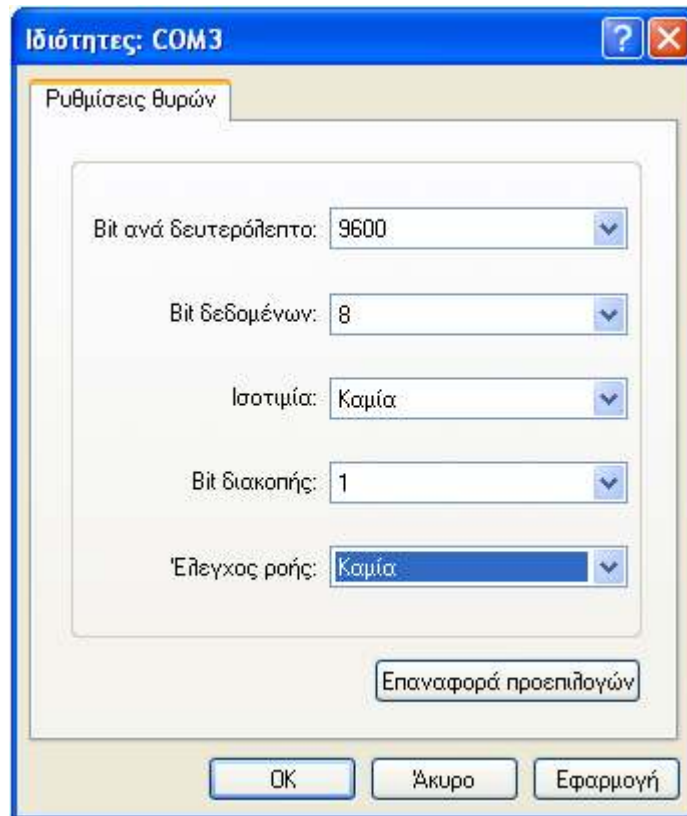 Ιδιότητες: COM3
Ρυθμίσεις θυρών
Bit ανά δευτερόλεπτο: 9600
Bit δεδομένων: 8
Ισοτιμία: Καμία
Bit διακοπής: 1
Έλεγχος ροής: Καμία
Επαναφορά προεπιλογών
OK Άκυρο Εφαρμογή